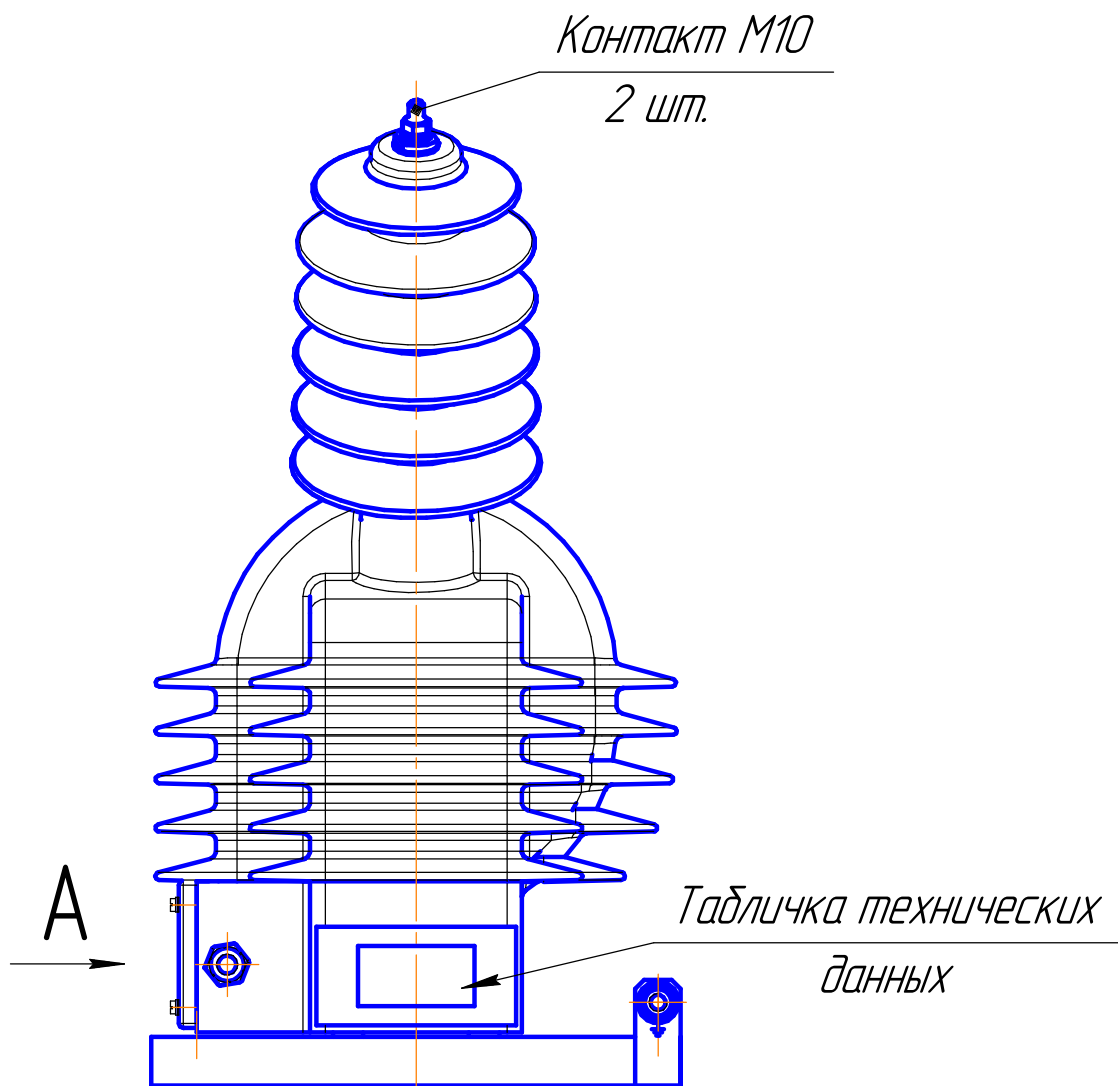 Контакт М10
2 шт.
А
Табличка технических
данных